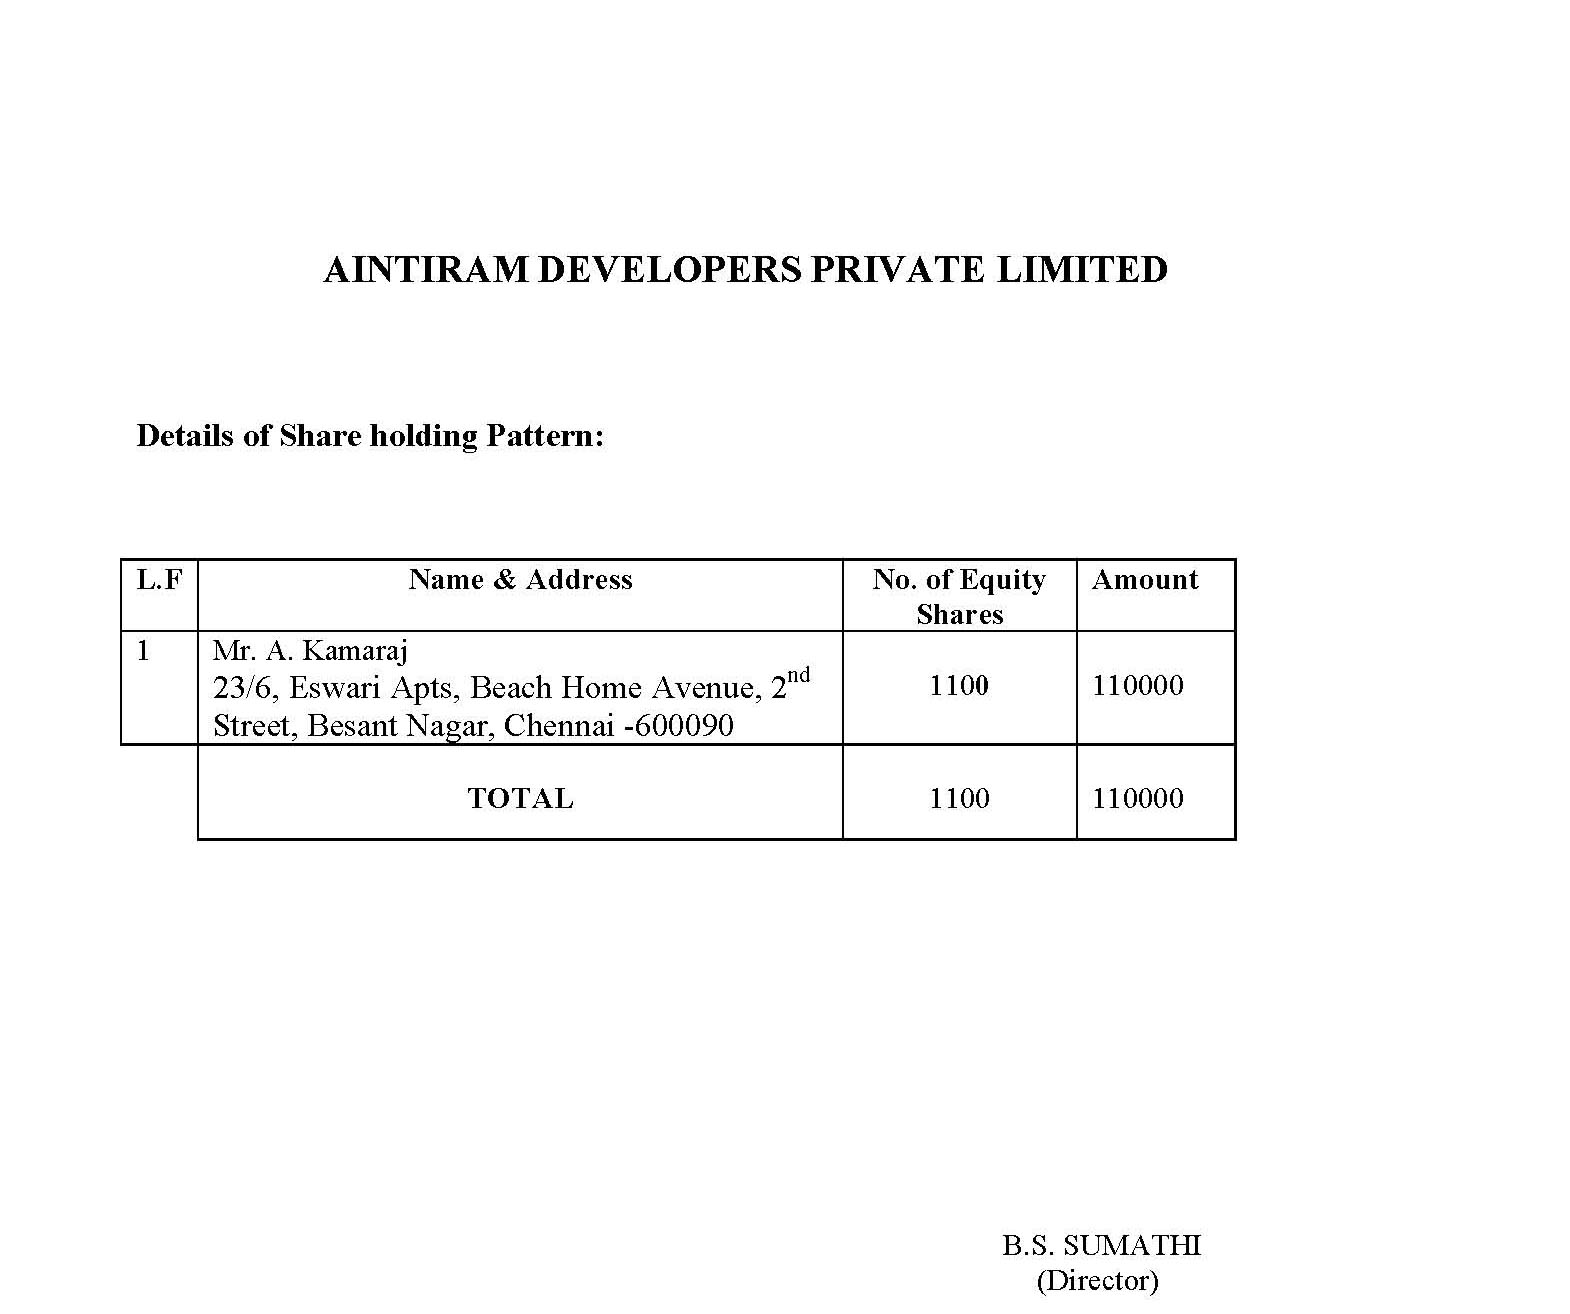 AINTIRAM DEVELOPERS PRIVATE LIMITED
Details of Share holding Pattern:
L.F Name & Address No. of Equity Shares Amount
1 Mr. A. Kamaraj
23/6, Eswari Apts, Beach Home Avenue, 2nd
Street, Besant Nagar, Chennai -600090
1100 110000
TOTAL 1100 110000
B.S. SUMATHI
(Director)